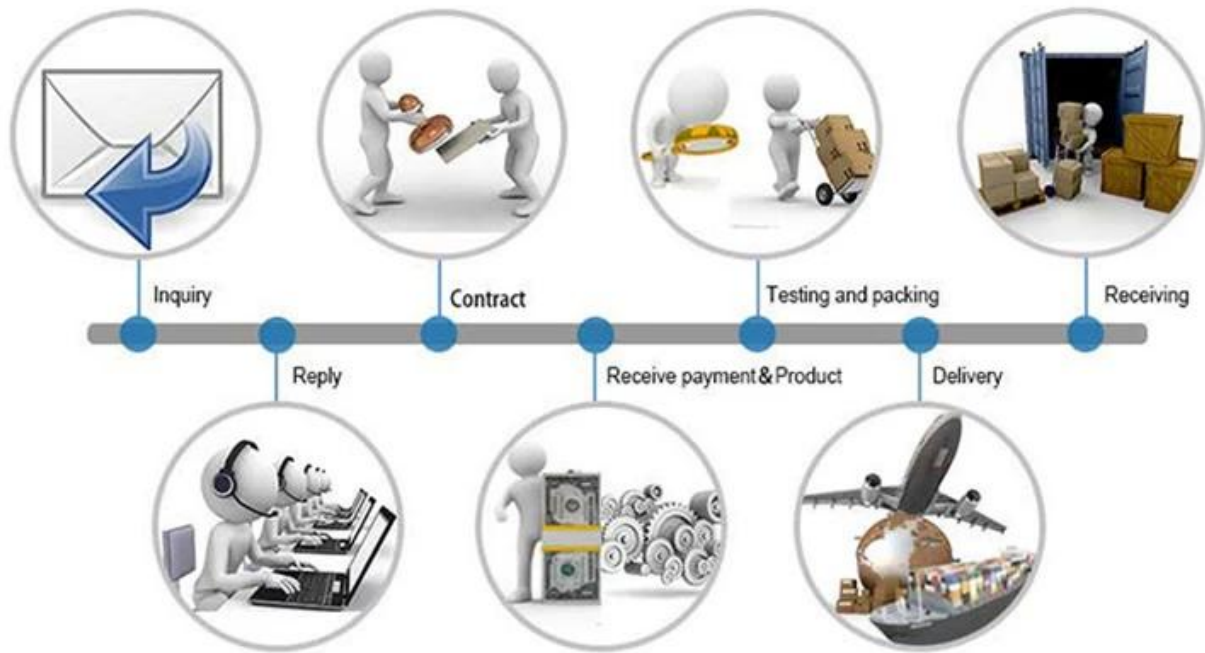 Inquiry
Reply
Contract
Receive payment&Product
Testing and packing
Delivery
Receiving